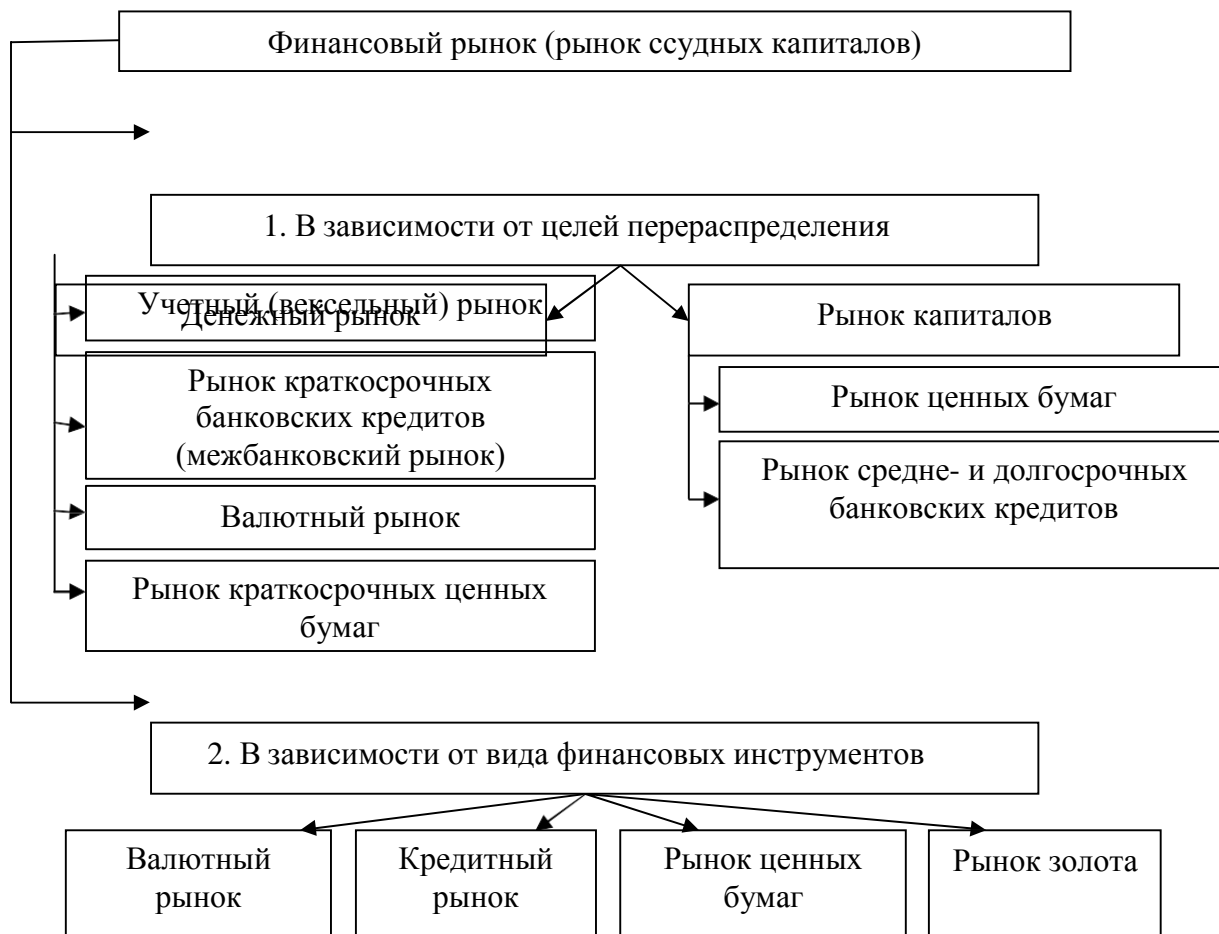 Финансовый рынок (рынок ссудных капиталов)
1. В зависимости от целей перераспределения
Денежный рынок
Учетный (вексельный) рынок
Рынок краткосрочных
банковских кредитов
(межбанковский рынок)
Валютный рынок
Рынок краткосрочных ценных
бумаг
Рынок капиталов
Рынок ценных бумаг
Рынок средне- и долгосрочных
банковских кредитов
2. В зависимости от вида финансовых инструментов
Валютный
рынок
Кредитный
рынок
Рынок ценных
бумаг
Рынок золота